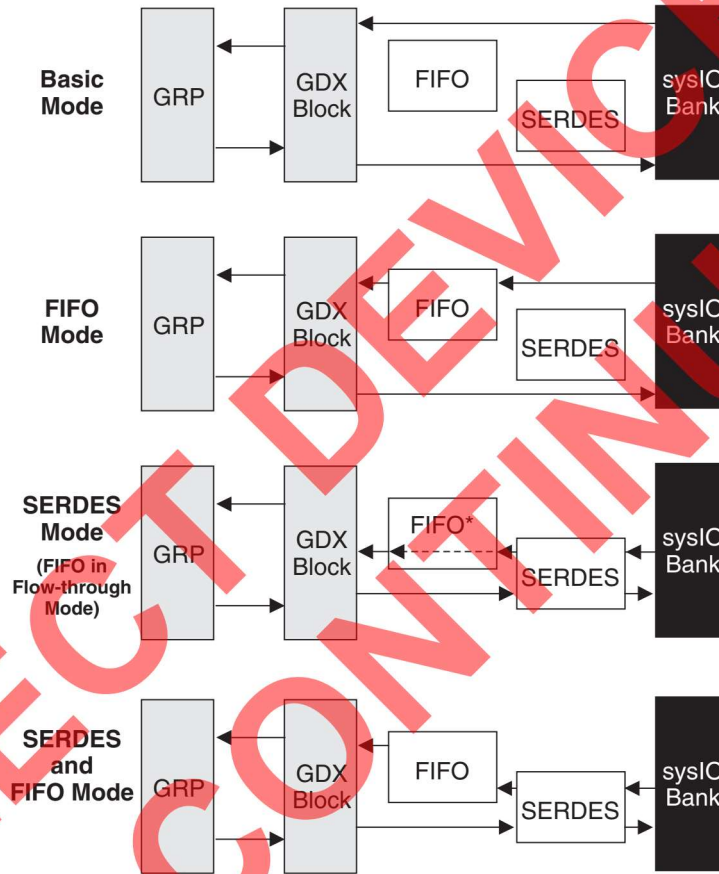 Basic
Mode
GRP
GDX
Block
FIFO
SERDES
sysIO
Bank
FIFO
Mode
GRP
GDX
Block
FIFO
SERDES
sysIO
Bank
SERDES
Mode
(FIFO in
Flow-through
Mode)
GRP
GDX
Block
FIFO*
SERDES
sysIO
Bank
SERDES
and
FIFO Mode
GRP
GDX
Block
FIFO
SERDES
sysIO
Bank